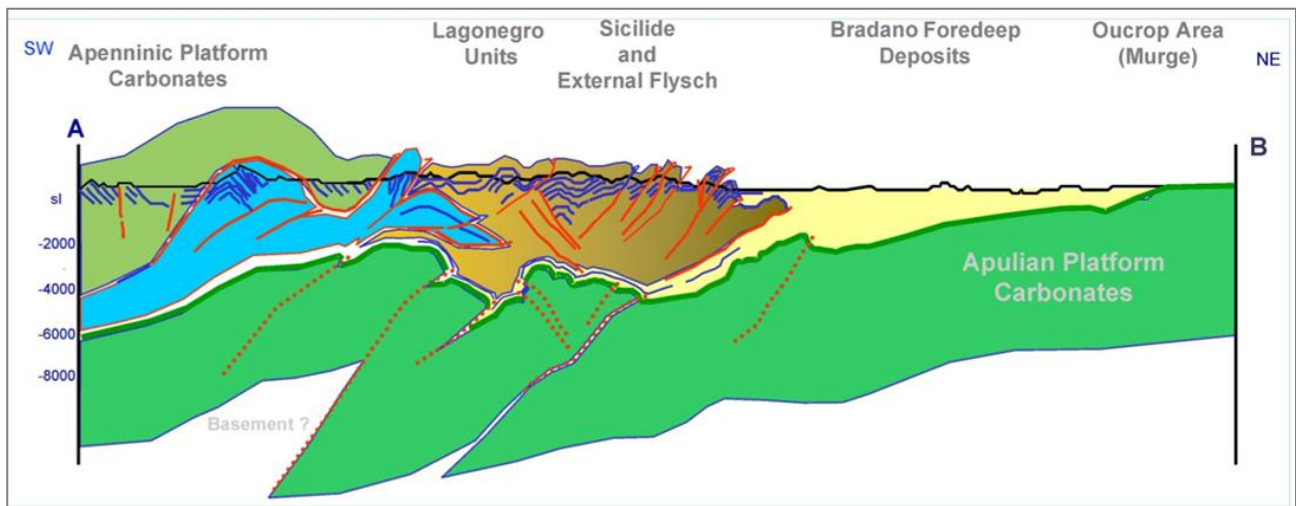 SW
Apenninic Platform
Carbonates
Lagonegro
Units
Sicilide
and
External Flysch
Bradano Foredeep
Deposits
Oucrop Area
(Murge)
NE
A
B
sl
-2000
-4000
-6000
-8000
Apulian Platform
Carbonates
Basement ?